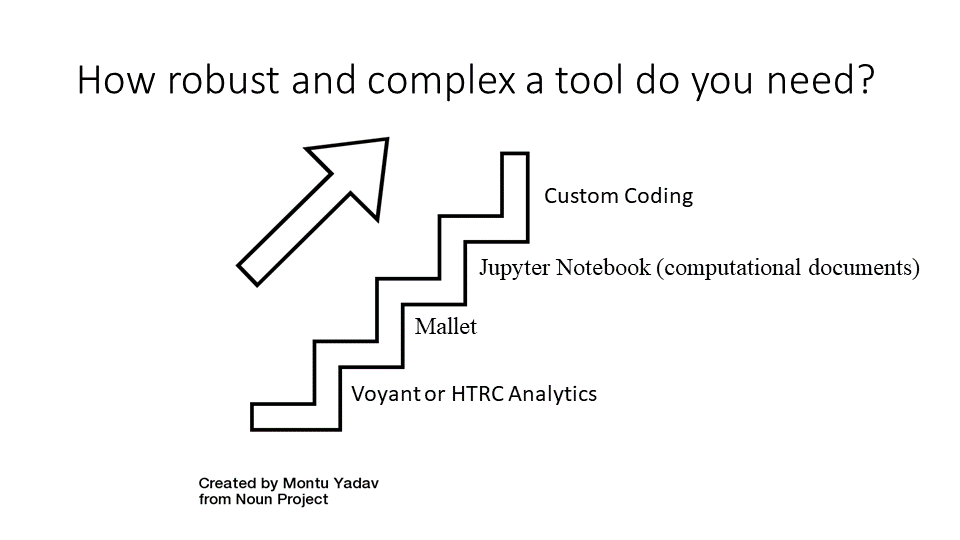 How robust and complex a tool do you need?
Custom Coding
Jupyter Notebook (computational documents)
Mallet
Voyant or HTRC Analytics
Created by Montu Yadav
from Noun Project